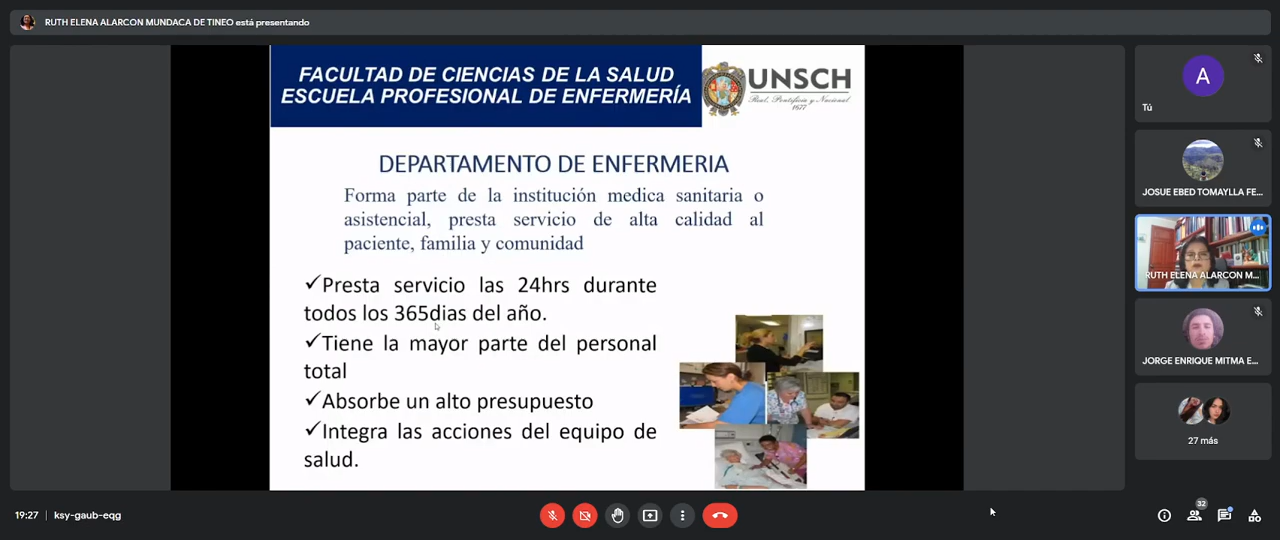 RUTH ELENA ALARCON MUNDACA DE TINEO está presentando
FACULTAD DE CIENCIAS DE LA SALUD
ESCUELA PROFESIONAL DE ENFERMERÍA
UNSCH
Real, Pontificia y Nacional
1677
DEPARTAMENTO DE ENFERMERIA
Forma parte de la institución medica sanitaria o
asistencial, presta servicio de alta calidad al
paciente, familia y comunidad
✓Presta servicio las 24hrs durante
todos los 365dias del año.
✓Tiene la mayor parte del personal
total
✓Absorbe un alto presupuesto
✓Integra las acciones del equipo de
salud.
A
Tú
JOSUE EBED TOMAYLLA FE...
RUTH ELENA ALARCON M...
JORGE ENRIQUE MITMA E...
27 más
19:27 | ksy-gaub-eqg
32